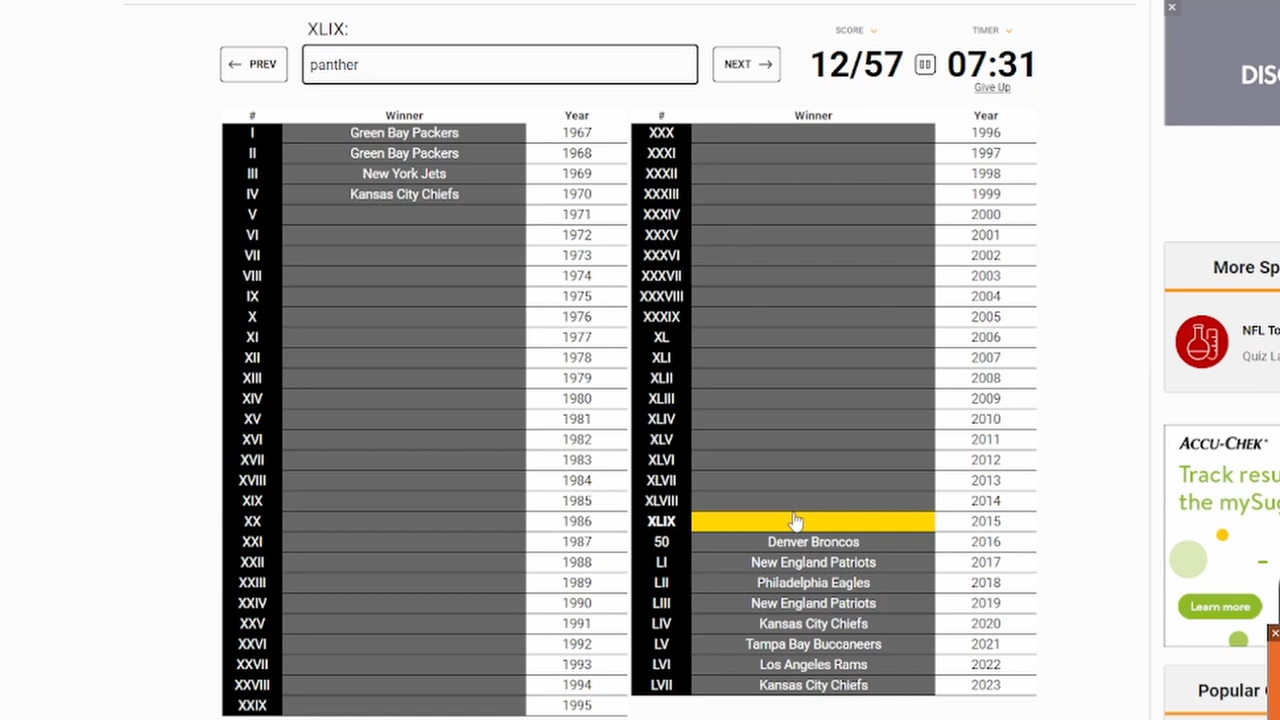 XLIX:
SCORE
TIMER
← PREV
panther
NEXT →
12/57
07:31
Give Up
# Winner Year
I Green Bay Packers 1967
II Green Bay Packers 1968
III New York Jets 1969
IV Kansas City Chiefs 1970
V 1971
VI 1972
VII 1973
VIII 1974
IX 1975
X 1976
XI 1977
XII 1978
XIII 1979
XIV 1980
XV 1981
XVI 1982
XVII 1983
XVIII 1984
XIX 1985
XX 1986
XXI 1987
XXII 1988
XXIII 1989
XXIV 1990
XXV 1991
XXVI 1992
XXVII 1993
XXVIII 1994
XXIX 1995
# Winner Year
XXX 1996
XXXI 1997
XXXII 1998
XXXIII 1999
XXXIV 2000
XXXV 2001
XXXVI 2002
XXXVII 2003
XXXVIII 2004
XXXIX 2005
XL 2006
XLI 2007
XLII 2008
XLIII 2009
XLIV 2010
XLV 2011
XLVI 2012
XLVII 2013
XLVIII 2014
XLIX 2015
50 Denver Broncos 2016
LI New England Patriots 2017
LII Philadelphia Eagles 2018
LIII New England Patriots 2019
LIV Kansas City Chiefs 2020
LV Tampa Bay Buccaneers 2021
LVI Los Angeles Rams 2022
LVII Kansas City Chiefs 2023
DISC
More Sp
NFL To
Quiz La
ACCU-CHEK
Track resu
the mySu
Learn more
Popular